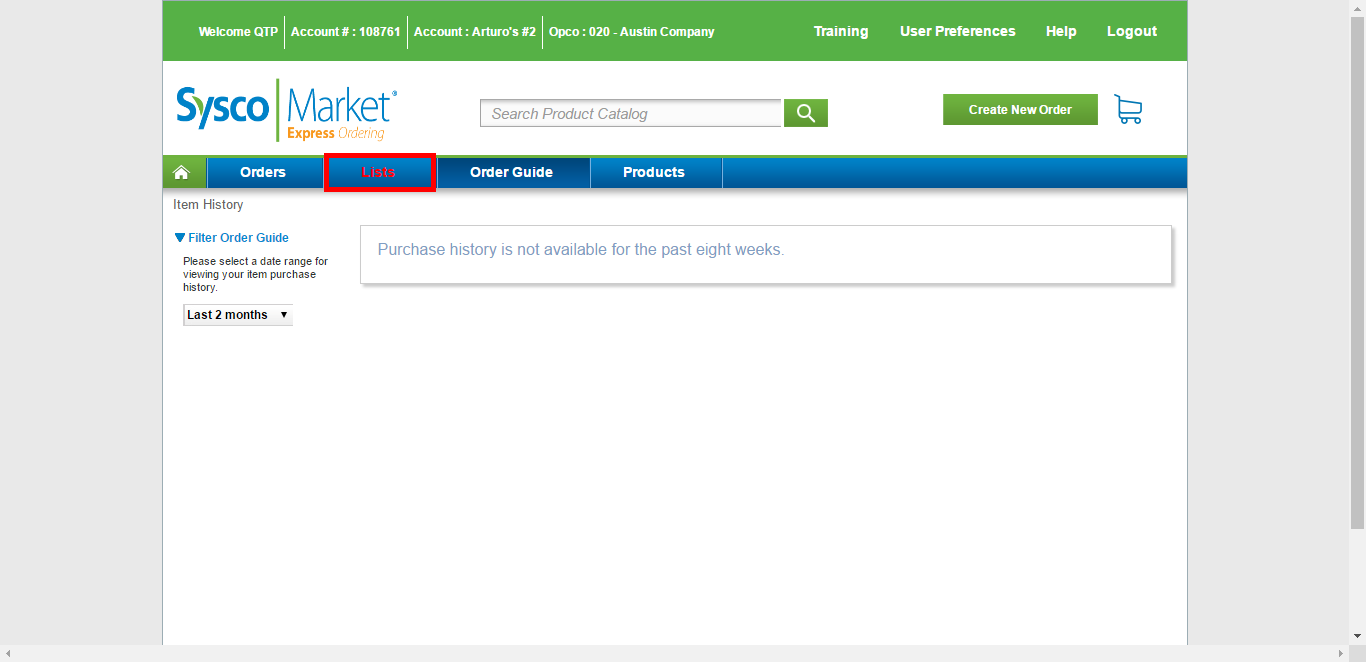 Welcome QTP Account # : 108761 Account : Arturo's #2 Opco : 020 - Austin Company Training User Preferences Help Logout
Sysco Market®
Express Ordering
Search Product Catalog
Create New Order
Orders Lists Order Guide Products
Item History
Filter Order Guide
Please select a date range for
viewing your item purchase
history.
Last 2 months
Purchase history is not available for the past eight weeks.